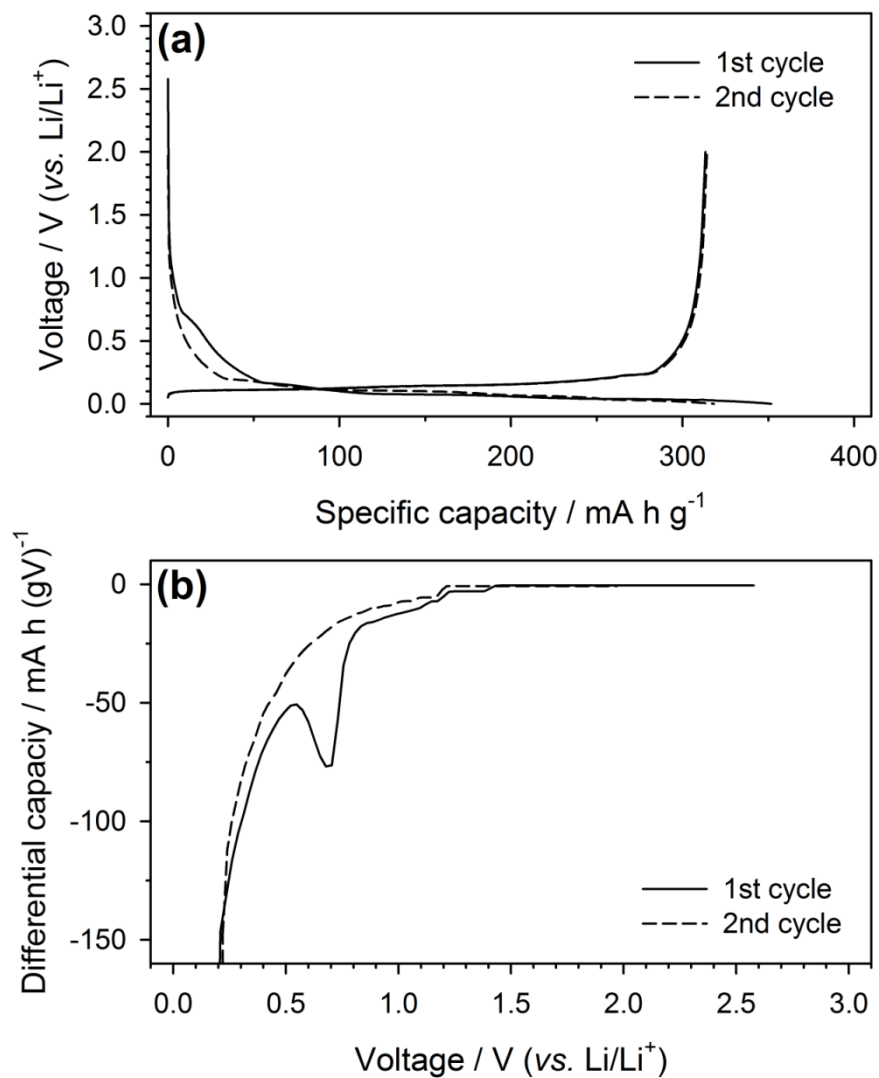 (a)
1st cycle
2nd cycle
3.0
2.5
2.0
1.5
1.0
0.5
0.0
Voltage / V (vs. Li/Li⁺)
0 100 200 300 400
Specific capacity / mA h g⁻¹
(b)
0
-50
-100
-150
Differential capaciy / mA h (gV)⁻¹
1st cycle
2nd cycle
0.0 0.5 1.0 1.5 2.0 2.5 3.0
Voltage / V (vs. Li/Li⁺)